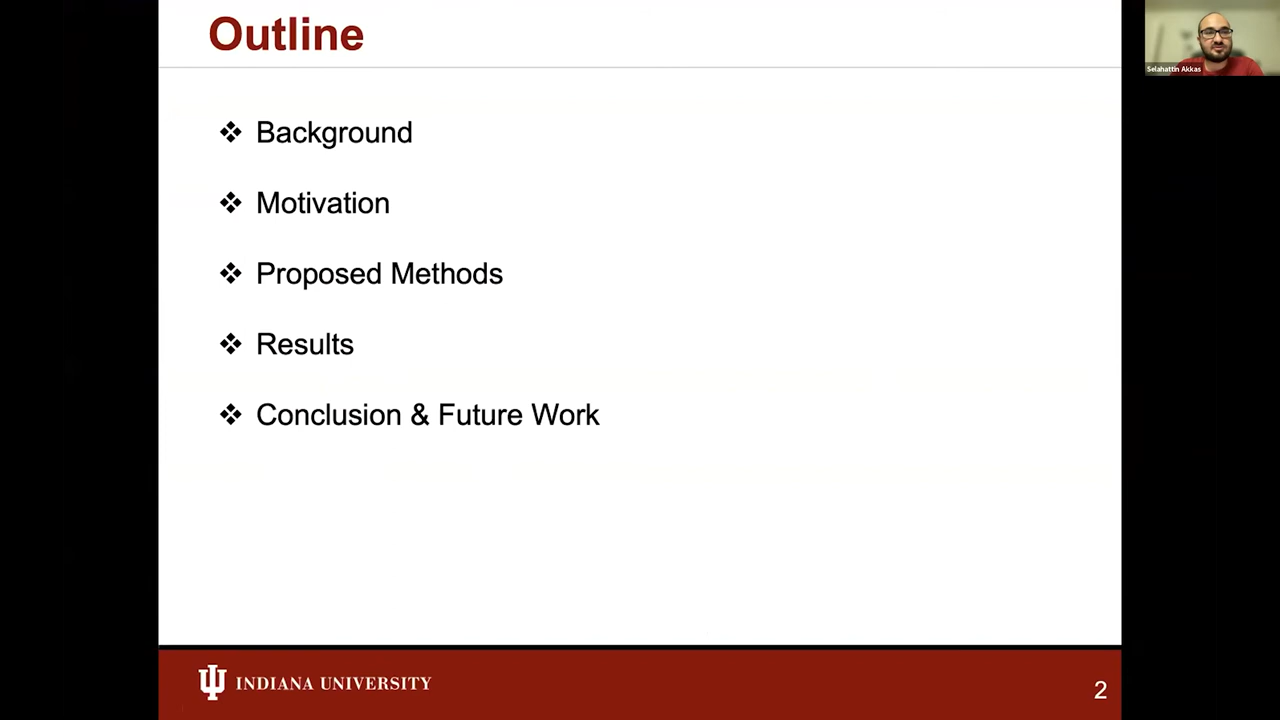 Outline
Selahattin Akkas
❖ Background
❖ Motivation
❖ Proposed Methods
❖ Results
❖ Conclusion & Future Work
INDIANA UNIVERSITY
2